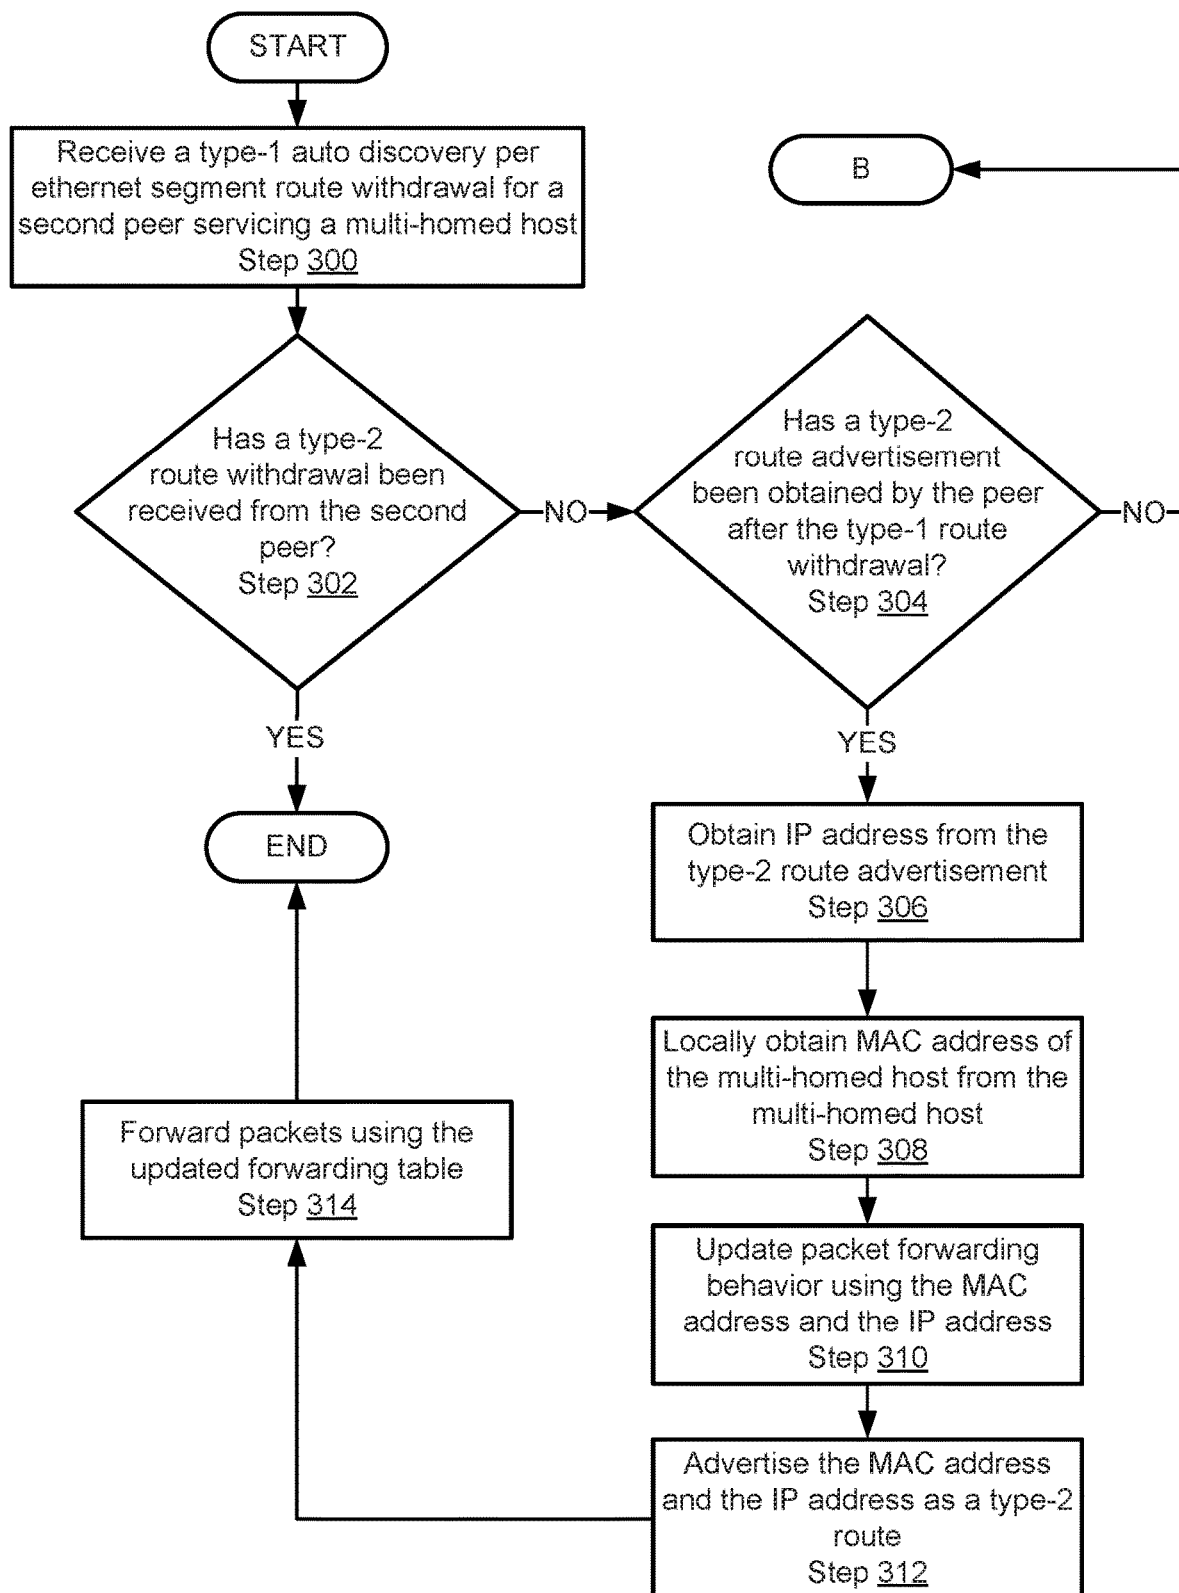 START
Receive a type-1 auto discovery per
ethernet segment route withdrawal for a
second peer servicing a multi-homed host
Step 300
B
Has a type-2
route withdrawal been
received from the second
peer?
Step 302
NO
Has a type-2
route advertisement
been obtained by the peer
after the type-1 route
withdrawal?
Step 304
NO
YES
END
YES
Obtain IP address from the
type-2 route advertisement
Step 306
Locally obtain MAC address of
the multi-homed host from the
multi-homed host
Step 308
Update packet forwarding
behavior using the MAC
address and the IP address
Step 310
Advertise the MAC address
and the IP address as a type-2
route
Step 312
Forward packets using the
updated forwarding table
Step 314